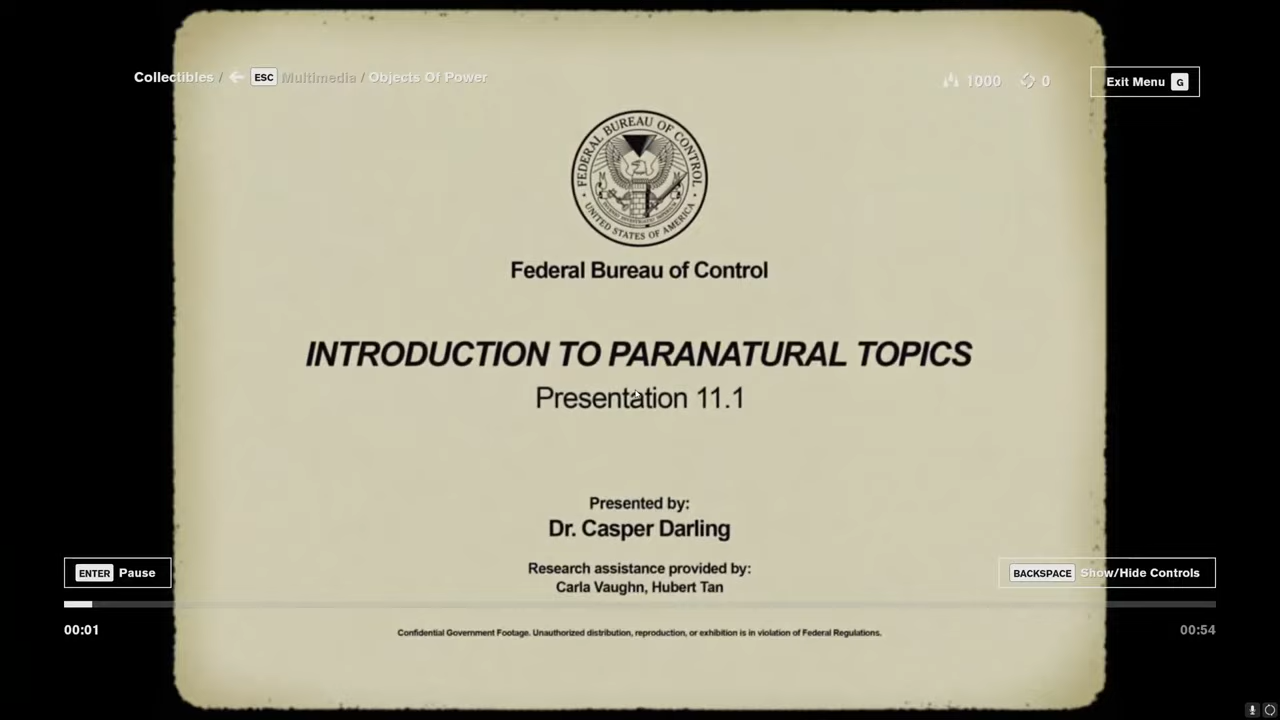 Collectibles / ESC Multimedia / Objects Of Power
1000 0
Exit Menu G
FEDERAL BUREAU OF CONTROL
UNITED STATES OF AMERICA
Federal Bureau of Control
INTRODUCTION TO PARANATURAL TOPICS
Presentation 11.1
Presented by:
Dr. Casper Darling
Research assistance provided by:
Carla Vaughn, Hubert Tan
ENTER Pause
BACKSPACE Show/Hide Controls
00:01
00:54
Confidential Government Footage. Unauthorized distribution, reproduction, or exhibition is in violation of Federal Regulations.